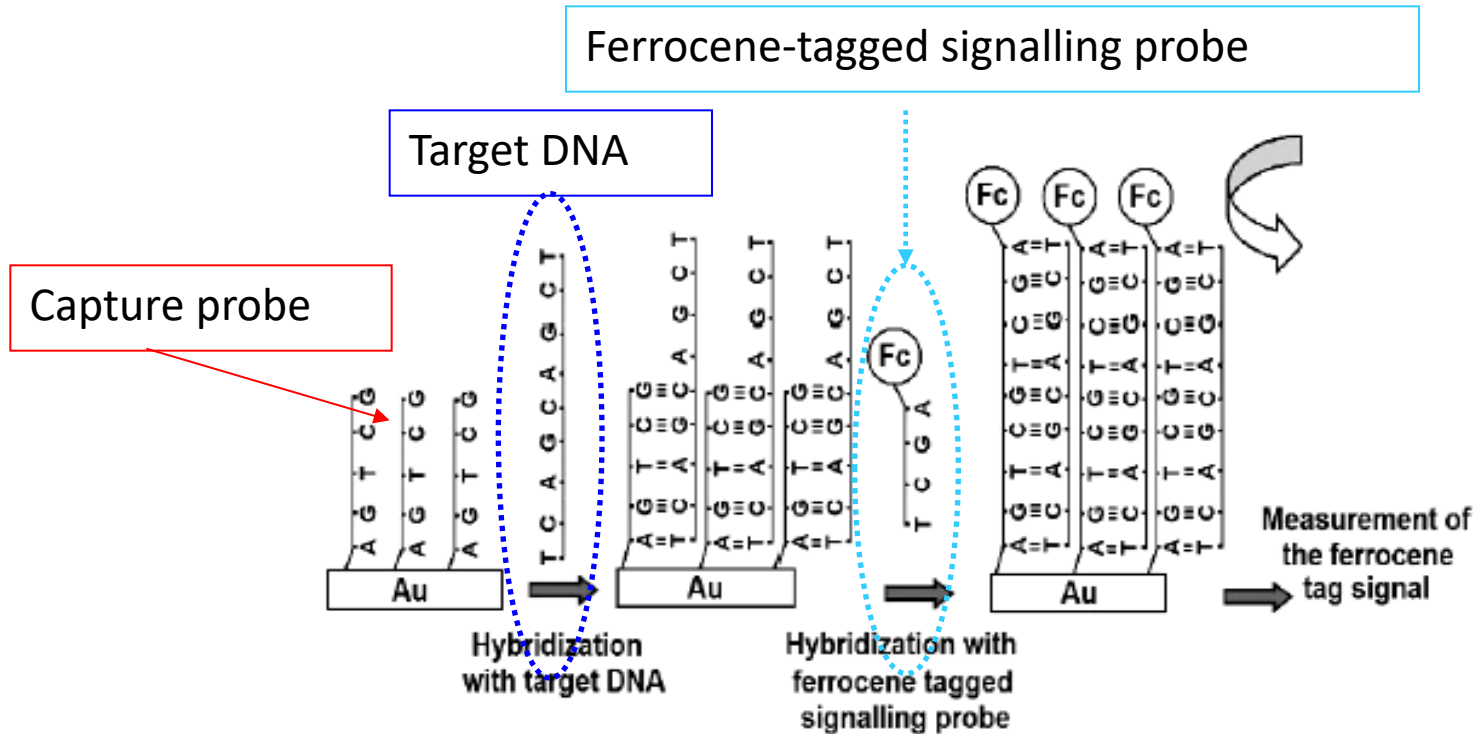 Ferrocene-tagged signalling probe
Target DNA
Capture probe
A G T C G
A G T C G
A G T C G
Au
T C A G C A G C T
Hybridization
with target DNA
A G T C G
= ≡ = ≡ ≡
T C A G C A G C T
A G T C G
= ≡ = ≡ ≡
T C A G C A G C T
A G T C G
= ≡ = ≡ ≡
T C A G C A G C T
Au
Fc
T C G A
Hybridization with
ferrocene tagged
signalling probe
Fc
Fc
Fc
A G T C G T C G A
= ≡ = ≡ ≡ = ≡ ≡ =
T C A G C A G C T
A G T C G T C G A
= ≡ = ≡ ≡ = ≡ ≡ =
T C A G C A G C T
A G T C G T C G A
= ≡ = ≡ ≡ = ≡ ≡ =
T C A G C A G C T
Au
Measurement of
the ferrocene
tag signal